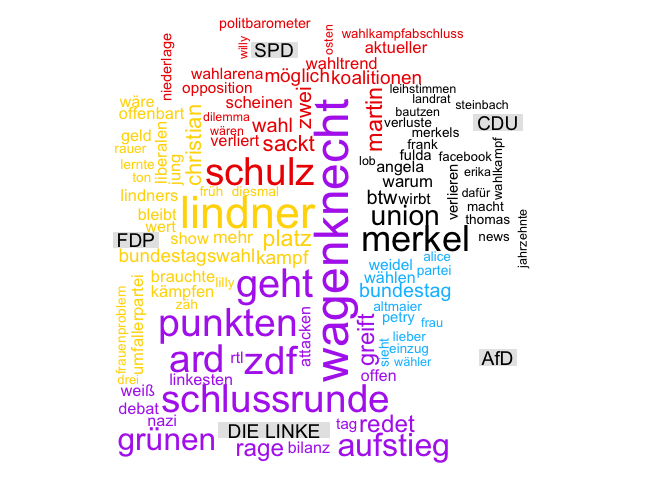 politbarometer
willy
SPD
osten
wahlkampfabschluss
aktueller
niederlage
wahltrend
wahlarena
möglich
koalitionen
opposition
scheinen
zwei
dilemma
wahl
martin
wären
verliert
sackt
schulz
leihstimmen
landrat
steinbach
bautzen
verluste
CDU
merkels
frank
lob
fulda
facebook
angela
erika
wahlkampf
warum
verlieren
dafür
btw
wirbt
macht
union
thomas
merkel
news
jahrzehnte
wäre
offenbart
geld
rauer
liberalen
christian
lernte
jung
ton
lindners
früh
diesmal
lindner
bleibt
wert
FDP
show
mehr
platz
bundestagswahl
kampf
brauchte
lilly
kämpfen
zäh
frauenproblem
umfallerpartei
drei
alice
weidel
partei
wählen
bundestag
altmaier
petry
frau
lieber
sieht
einzug
wähler
AfD
wagenknecht
geht
punkten
attacken
greift
ard
rtl
zdf
linkesten
offen
weiß
schlussrunde
debat
nazi
DIE LINKE
tag
redet
grünen
rage
bilanz
aufstieg